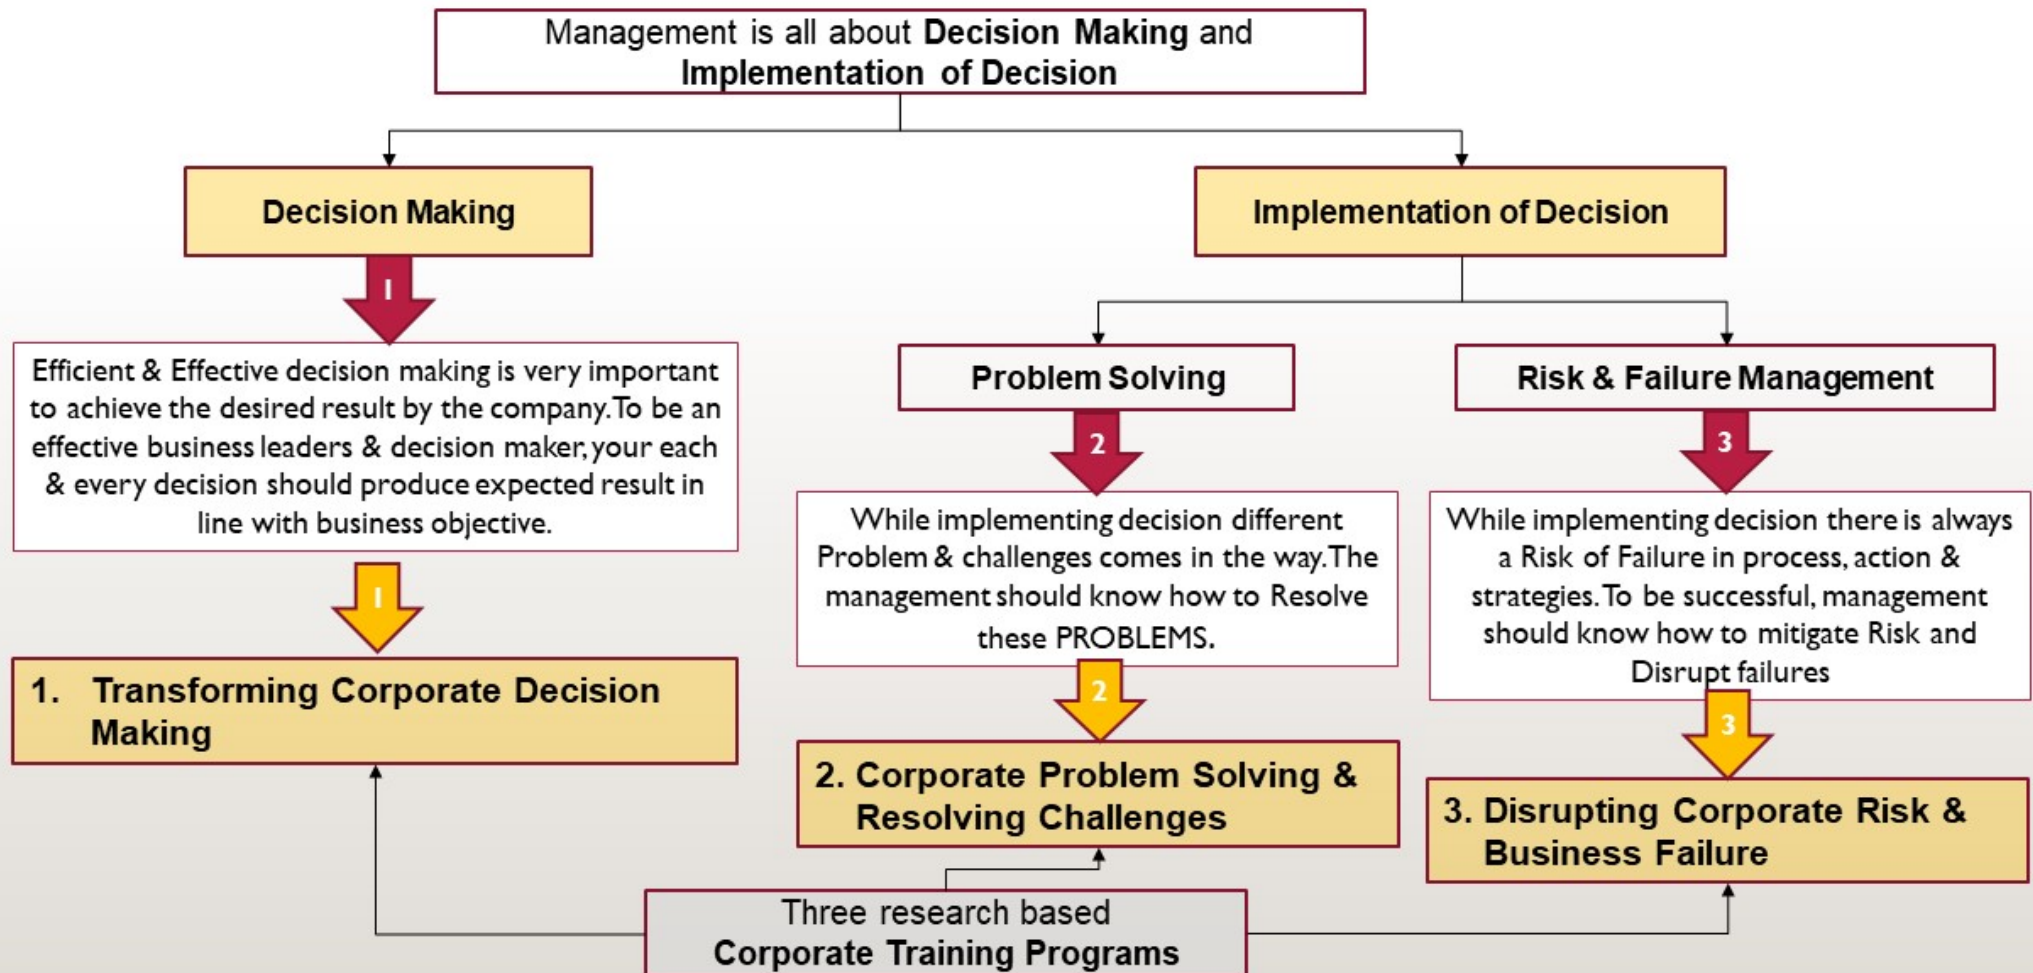 Management is all about Decision Making and
Implementation of Decision
Decision Making
Implementation of Decision
1
Efficient & Effective decision making is very important
to achieve the desired result by the company. To be an
effective business leaders & decision maker, your each
& every decision should produce expected result in
line with business objective.
1
1. Transforming Corporate Decision
Making
Problem Solving
2
While implementing decision different
Problem & challenges comes in the way. The
management should know how to Resolve
these PROBLEMS.
2
2. Corporate Problem Solving &
Resolving Challenges
Risk & Failure Management
3
While implementing decision there is always
a Risk of Failure in process, action &
strategies. To be successful, management
should know how to mitigate Risk and
Disrupt failures
3
3. Disrupting Corporate Risk &
Business Failure
Three research based
Corporate Training Programs